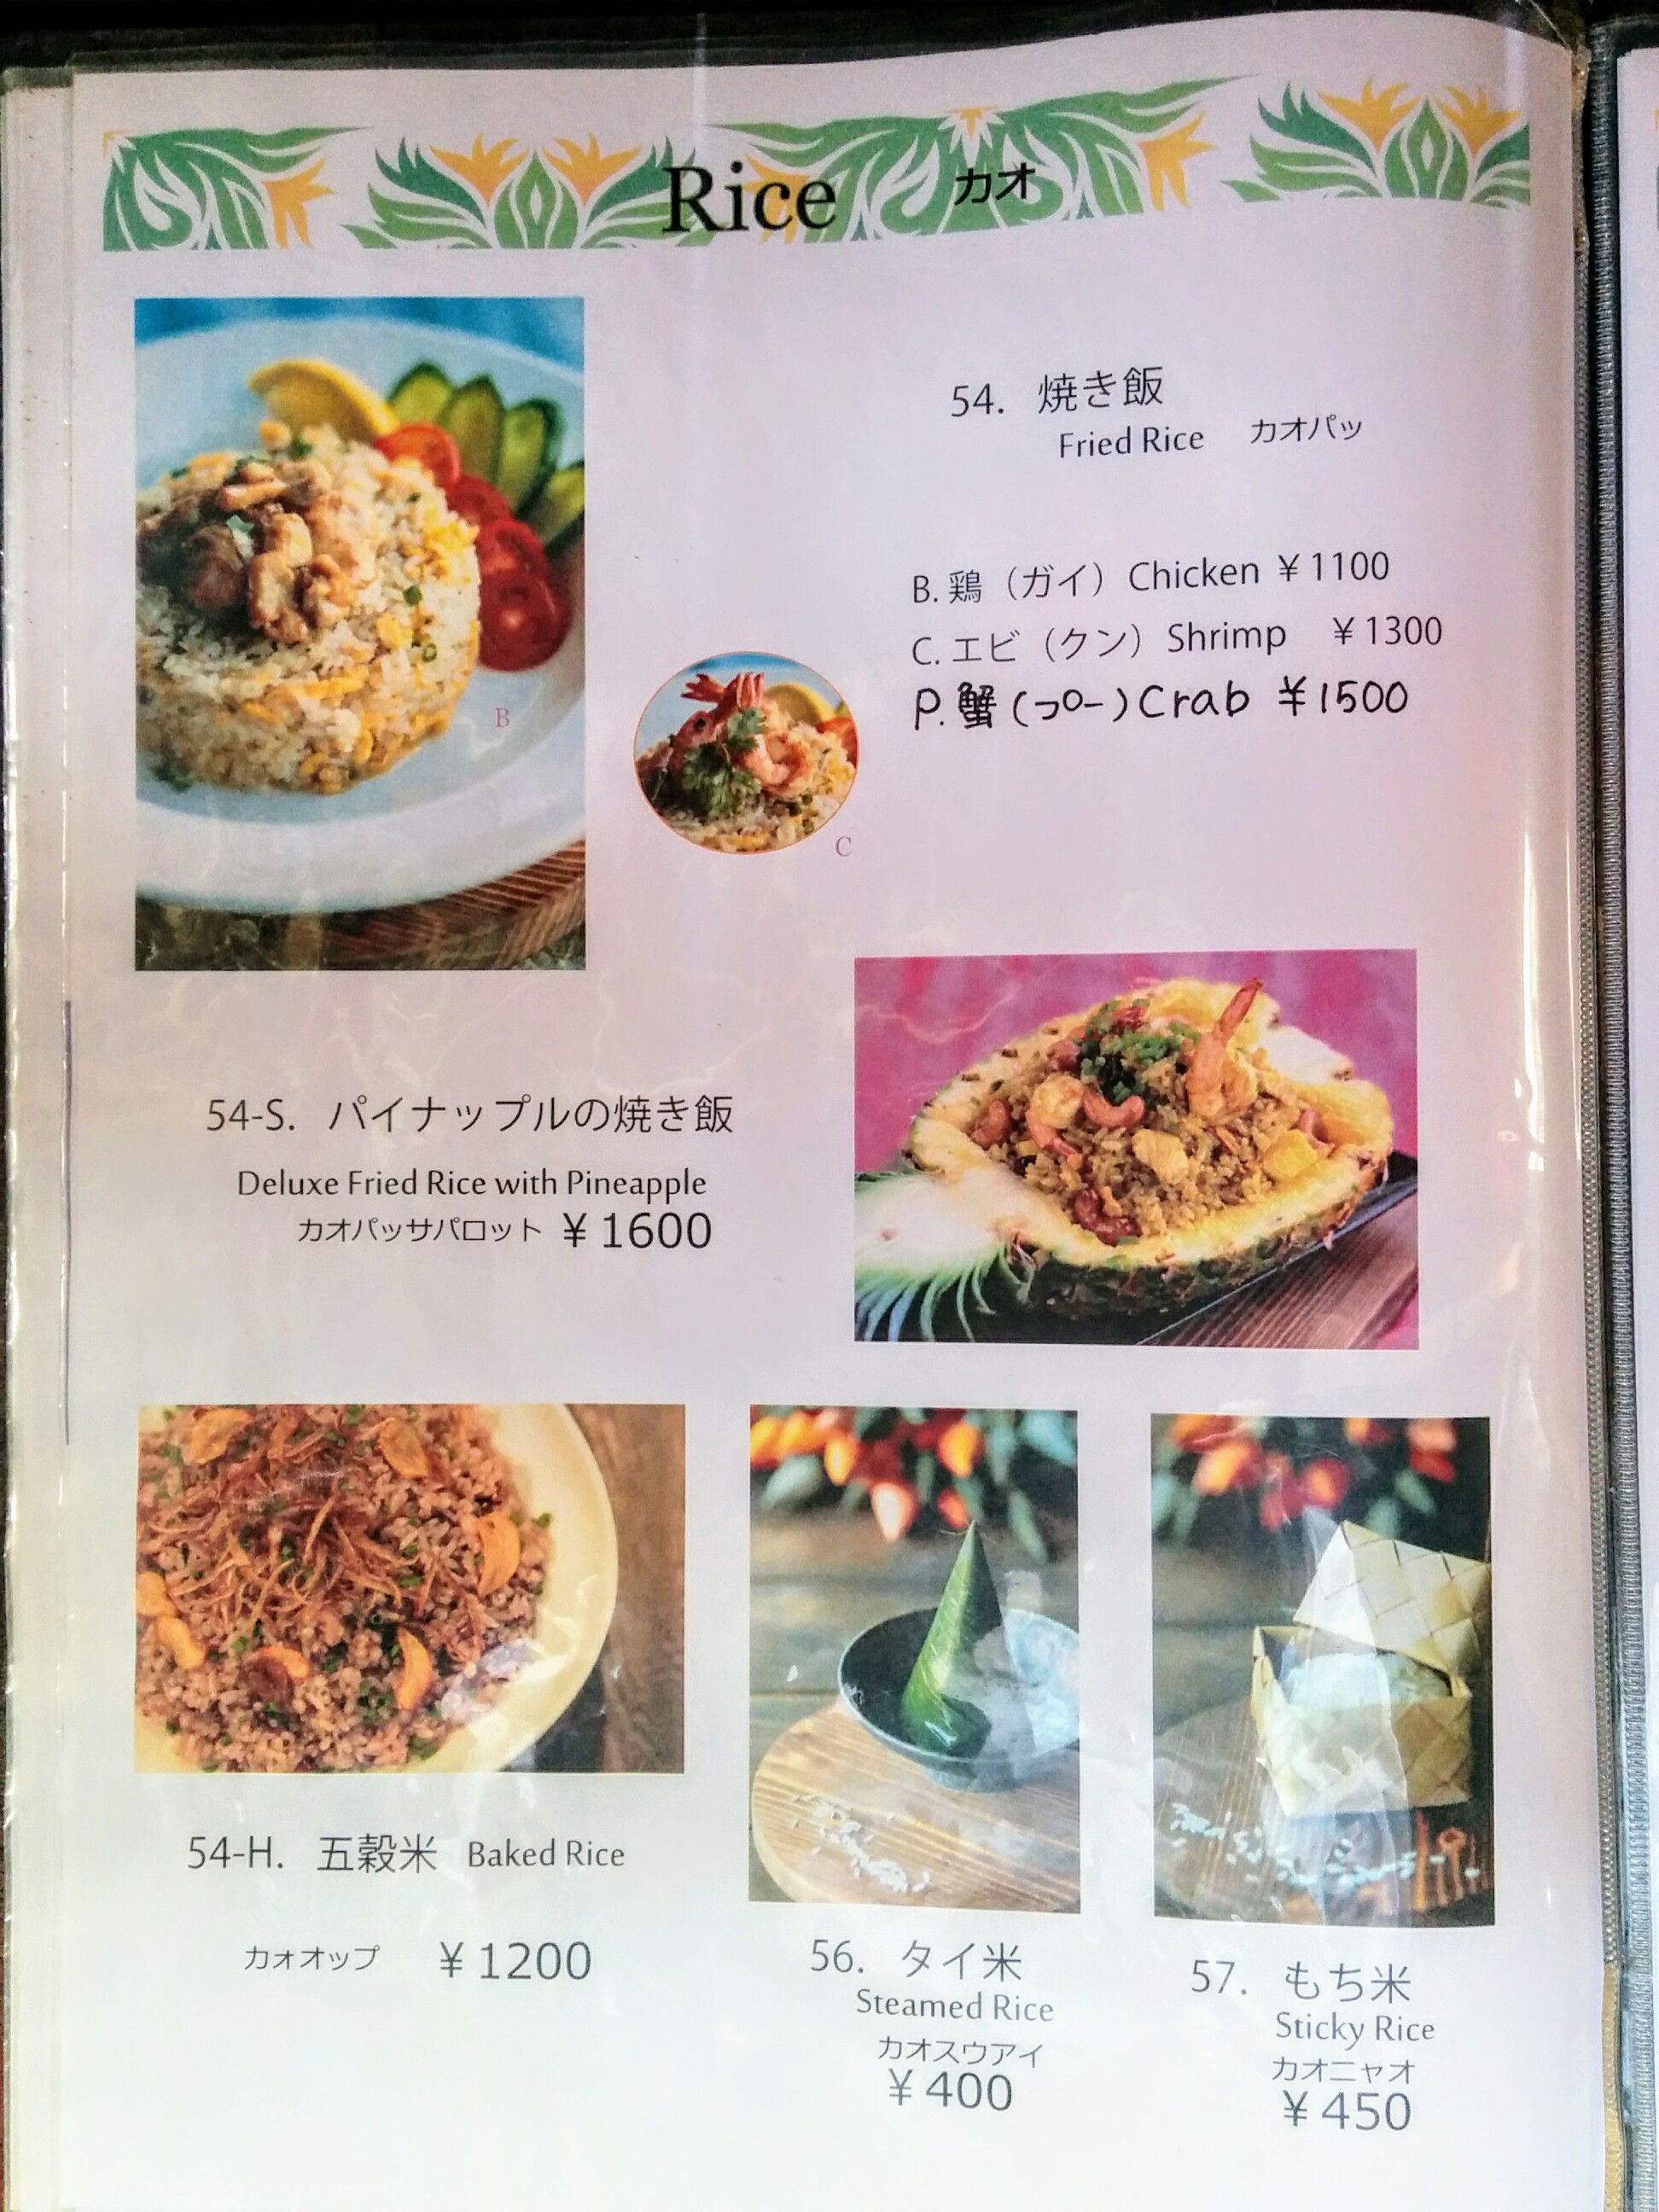 Rice カオ
54. 焼き飯
Fried Rice カオパッ
B. 鶏（ガイ）Chicken ￥1100
C. エビ（クン）Shrimp ￥1300
P. 蟹(プー)Crab ￥1500
B
C
54-S. パイナップルの焼き飯
Deluxe Fried Rice with Pineapple
カオパッサパロット ￥1600
54-H. 五穀米 Baked Rice
カォオップ ￥1200
56. タイ米
Steamed Rice
カオスウアイ
￥400
57. もち米
Sticky Rice
カオニャオ
￥450